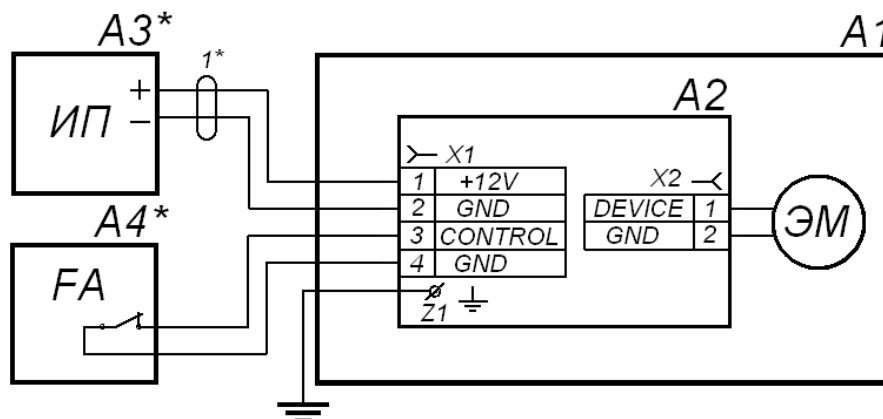 A3*
1*
A1
ИП
+
−
A2
X1
1 +12V
2 GND
3 CONTROL
4 GND
Z1
X2
DEVICE 1
GND 2
ЭМ
A4*
FA